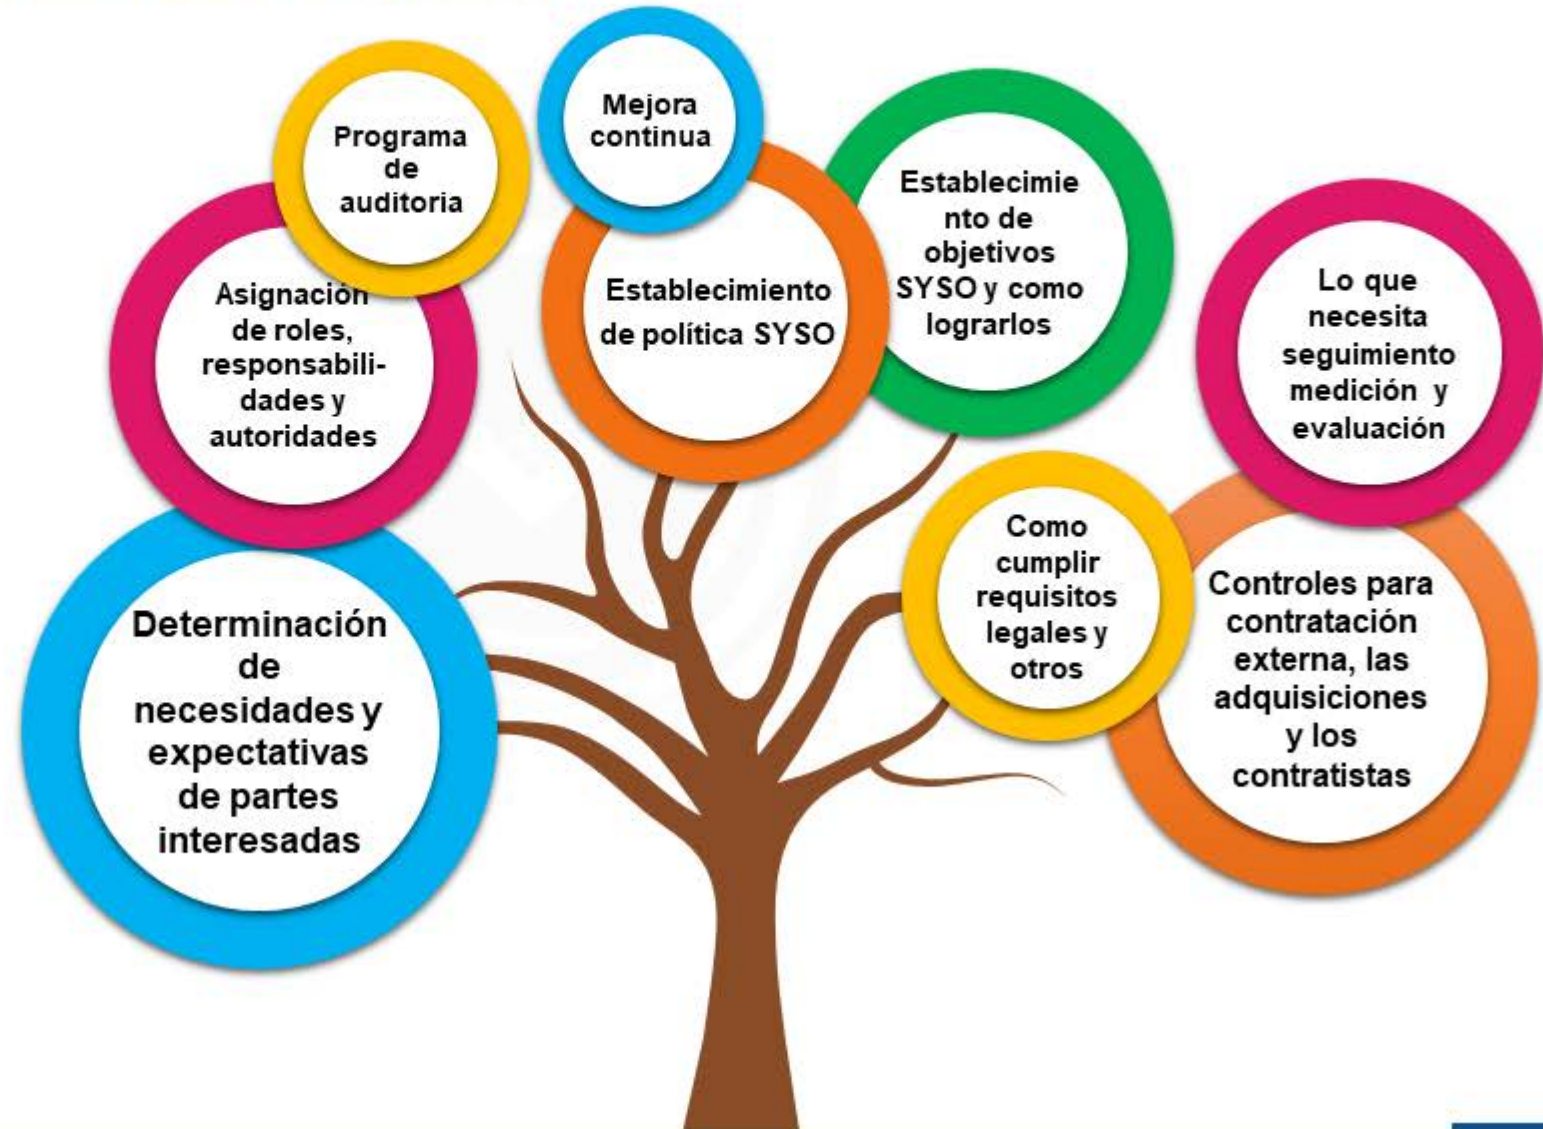 Programa
de
auditoria
Mejora
continua
Establecimie
nto de
objetivos
SYSO y como
lograrlos
Asignación
de roles,
responsabili-
dades y
autoridades
Establecimiento
de política SYSO
Lo que
necesita
seguimiento
medición y
evaluación
Determinación
de
necesidades y
expectativas
de partes
interesadas
Como
cumplir
requisitos
legales y
otros
Controles para
contratación
externa, las
adquisiciones
y los
contratistas